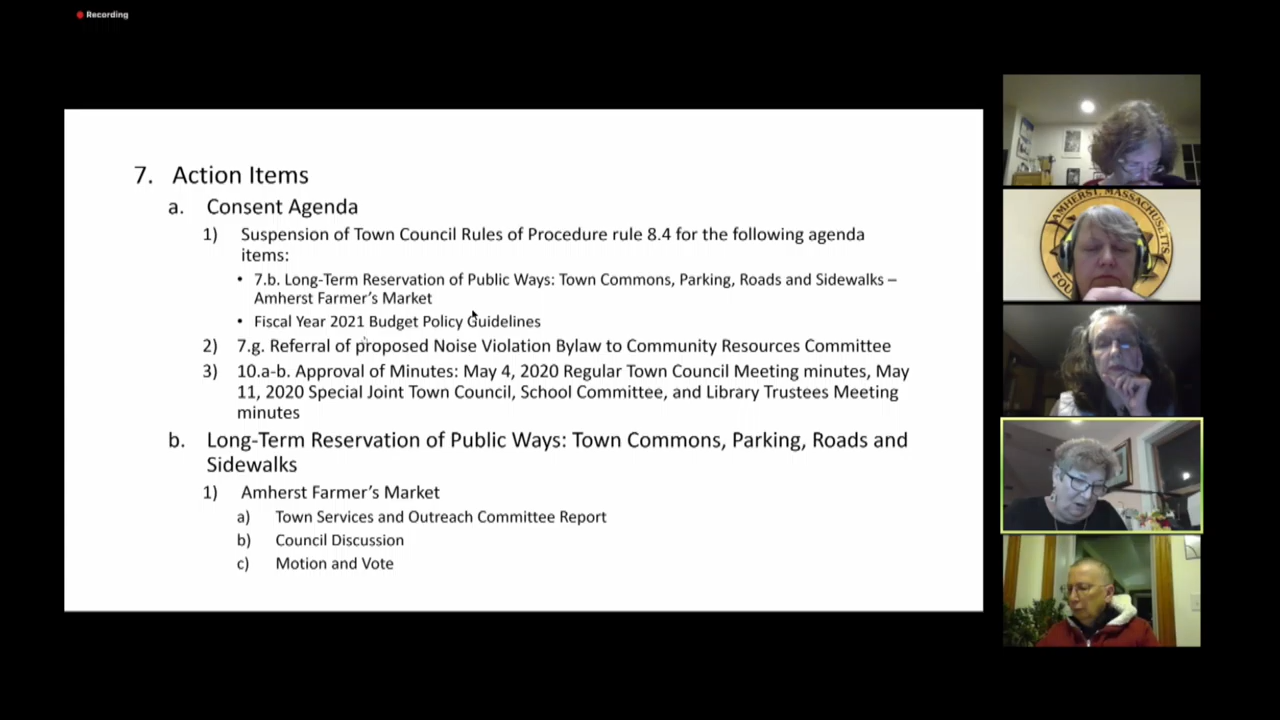 Recording
7. Action Items
a. Consent Agenda
1) Suspension of Town Council Rules of Procedure rule 8.4 for the following agenda
items:
• 7.b. Long-Term Reservation of Public Ways: Town Commons, Parking, Roads and Sidewalks –
Amherst Farmer's Market
• Fiscal Year 2021 Budget Policy Guidelines
2) 7.g. Referral of proposed Noise Violation Bylaw to Community Resources Committee
3) 10.a-b. Approval of Minutes: May 4, 2020 Regular Town Council Meeting minutes, May
11, 2020 Special Joint Town Council, School Committee, and Library Trustees Meeting
minutes
b. Long-Term Reservation of Public Ways: Town Commons, Parking, Roads and
Sidewalks
1) Amherst Farmer's Market
a) Town Services and Outreach Committee Report
b) Council Discussion
c) Motion and Vote
AMHERST, MASSACHUSETTS